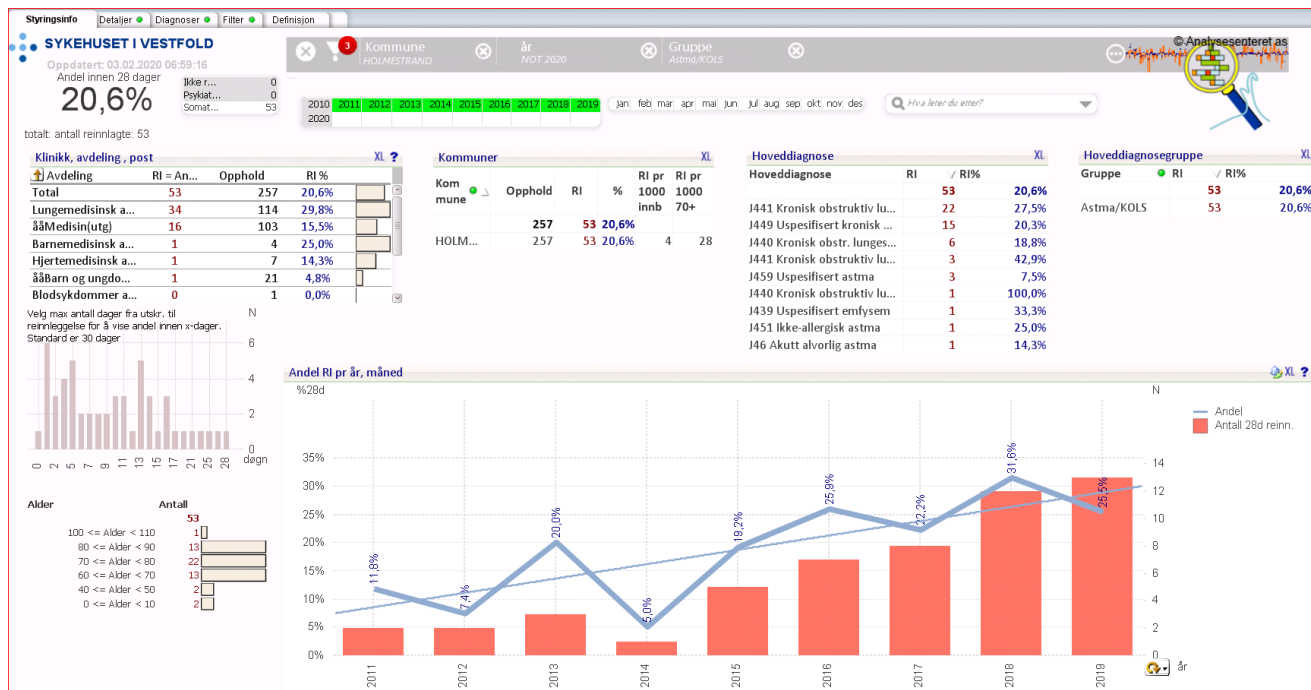 Styringsinfo Detaljer Diagnoser Filter Definisjon
SYKEHUSET I VESTFOLD
Oppdatert: 03.02.2020 06:59:16
Andel innen 28 dager
20,6%
Ikke r... 0
Psykiat... 0
Somat... 53
totalt: antall reinnlagte: 53
3
Kommune
HOLMESTRAND
år
NOT 2020
Gruppe
Astma/KOLS
© Analysesenteret as
2010 2011 2012 2013 2014 2015 2016 2017 2018 2019
2020
jan feb mar apr mai jun jul aug sep okt nov des
Hva leter du etter?
Klinikk, avdeling , post XL ?
Avdeling RI = An... Opphold RI %
Total 53 257 20,6%
Lungemedisinsk a... 34 114 29,8%
ååMedisin(utg) 16 103 15,5%
Barnemedisinsk a... 1 4 25,0%
Hjertemedisinsk a... 1 7 14,3%
ååBarn og ungdo... 1 21 4,8%
Blodsykdommer a... 0 1 0,0%
Kommuner XL
Kom mune Opphold RI % RI pr 1000 innb RI pr 1000 70+
257 53 20,6%
HOLM... 257 53 20,6% 4 28
Hoveddiagnose XL
Hoveddiagnose RI RI%
53 20,6%
J441 Kronisk obstruktiv lu... 22 27,5%
J449 Uspesifisert kronisk ... 15 20,3%
J440 Kronisk obstr. lunges... 6 18,8%
J441 Kronisk obstruktiv lu... 3 42,9%
J459 Uspesifisert astma 3 7,5%
J440 Kronisk obstruktiv lu... 1 100,0%
J439 Uspesifisert emfysem 1 33,3%
J451 Ikke-allergisk astma 1 25,0%
J46 Akutt alvorlig astma 1 14,3%
Hoveddiagnosegruppe XL
Gruppe RI RI%
53 20,6%
Astma/KOLS 53 20,6%
Velg max antall dager fra utskr. til
reinnleggelse for å vise andel innen x-dager.
Standard er 30 dager
N
6
4
2
0
0 2 5 7 9 11 13 15 17 19 21 25 28 døgn
Alder Antall
53
100 <= Alder < 110 1
80 <= Alder < 90 13
70 <= Alder < 80 22
60 <= Alder < 70 13
40 <= Alder < 50 2
0 <= Alder < 10 2
Andel RI pr år, måned XL ?
%28d N
Andel
Antall 28d reinn.
35%
30%
25%
20%
15%
10%
5%
0%
11,8% 7,4% 20,0% 5,0% 19,2% 25,9% 22,2% 31,6% 25,5%
14
12
10
8
6
4
2
0
2011 2012 2013 2014 2015 2016 2017 2018 2019 år